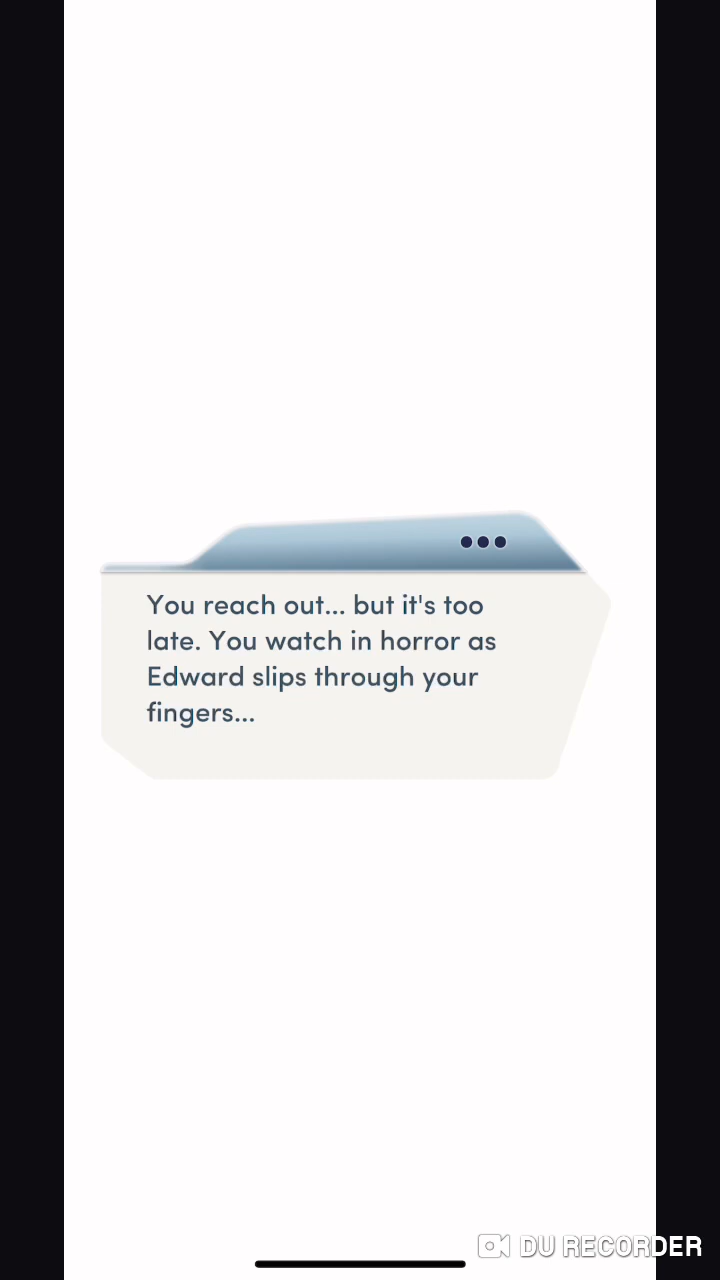 You reach out... but it's too
late. You watch in horror as
Edward slips through your
fingers...
DU RECORDER